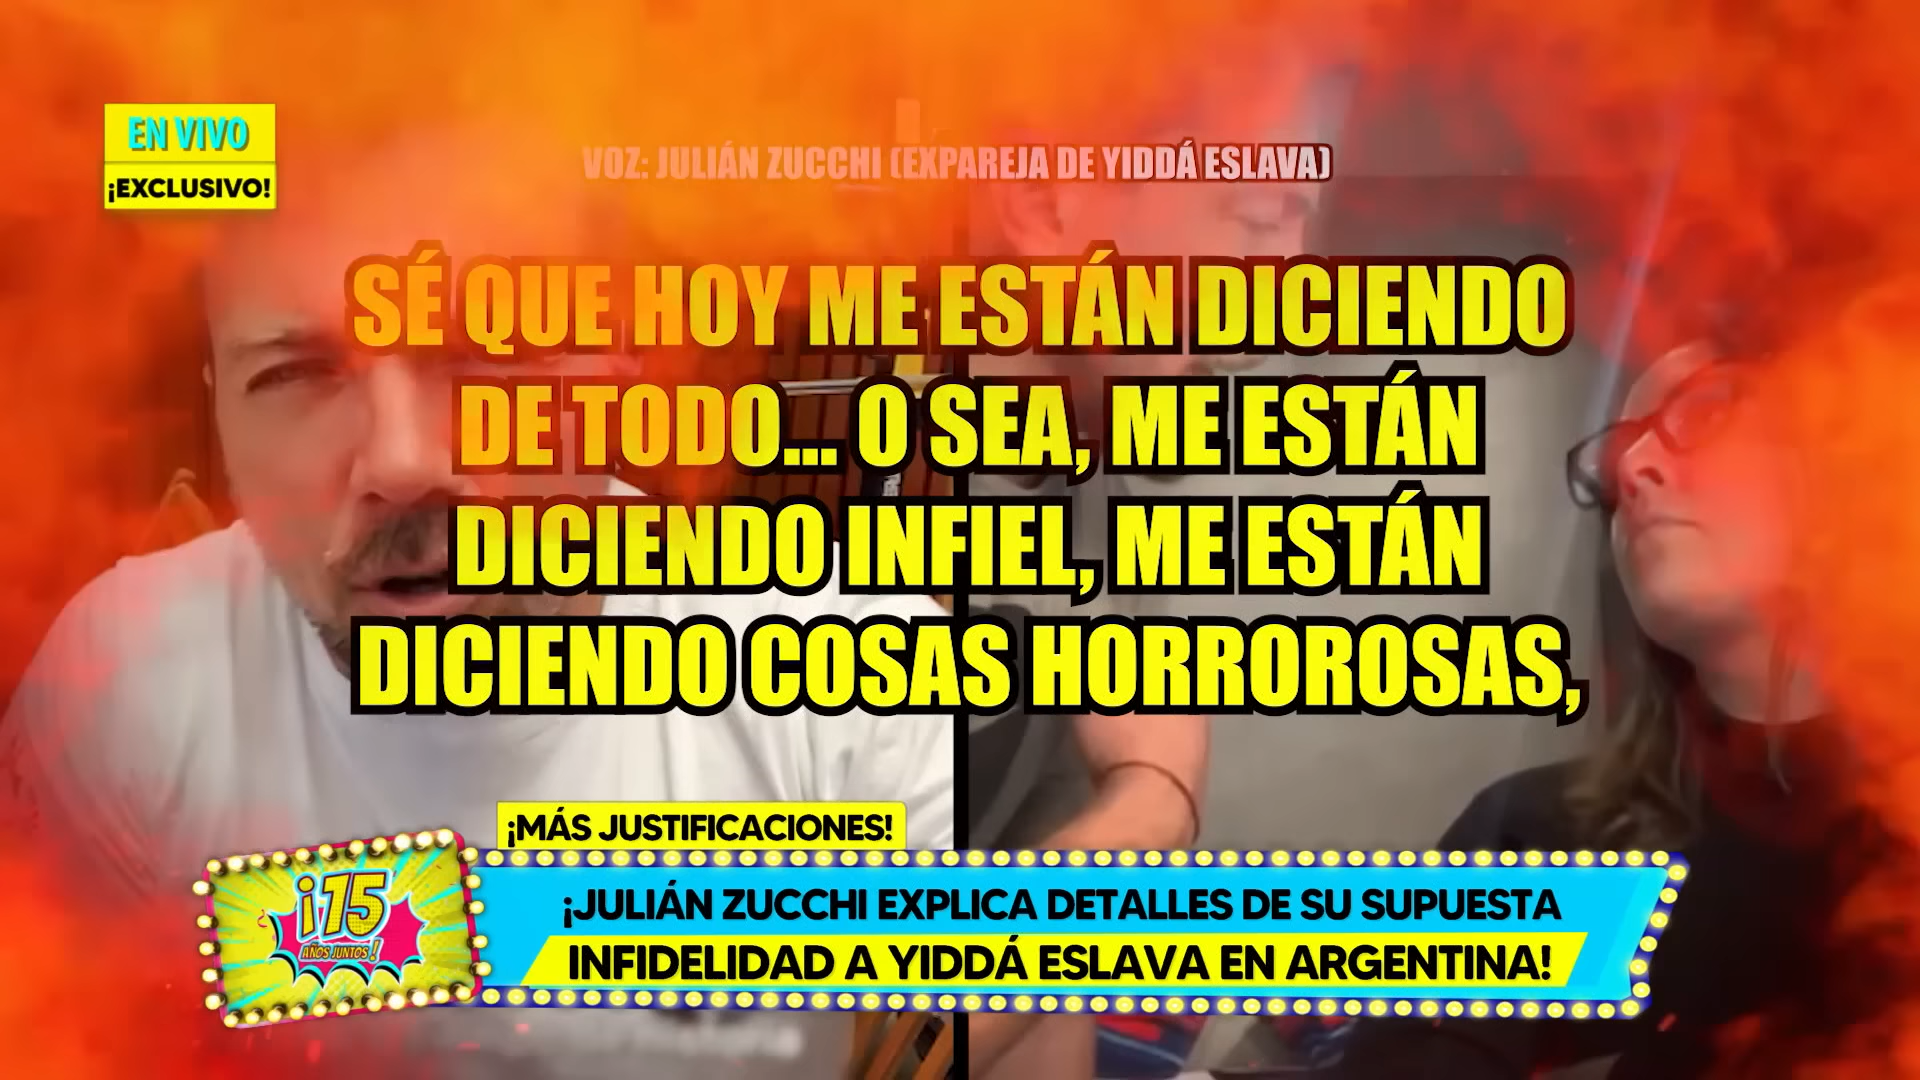 EN VIVO
¡EXCLUSIVO!
VOZ: JULIÁN ZUCCHI (EXPAREJA DE YIDDÁ ESLAVA)
SÉ QUE HOY ME ESTÁN DICIENDO
DE TODO... O SEA, ME ESTÁN
DICIENDO INFIEL, ME ESTÁN
DICIENDO COSAS HORROROSAS,
¡MÁS JUSTIFICACIONES!
¡15
AÑOS JUNTOS!
¡JULIÁN ZUCCHI EXPLICA DETALLES DE SU SUPUESTA
INFIDELIDAD A YIDDÁ ESLAVA EN ARGENTINA!